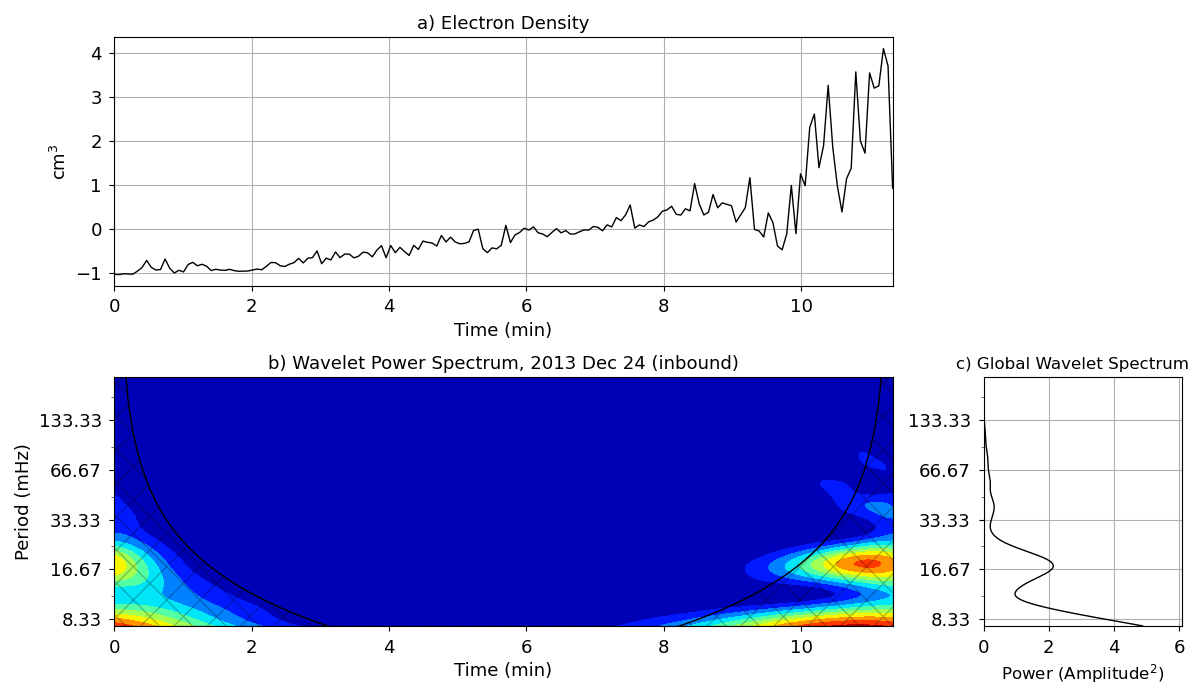 a) Electron Density
4
3
2
1
0
−1
cm³
0 2 4 6 8 10
Time (min)
b) Wavelet Power Spectrum, 2013 Dec 24 (inbound)
133.33
66.67
33.33
16.67
8.33
Period (mHz)
0 2 4 6 8 10
Time (min)
c) Global Wavelet Spectrum
133.33
66.67
33.33
16.67
8.33
0 2 4 6
Power (Amplitude²)